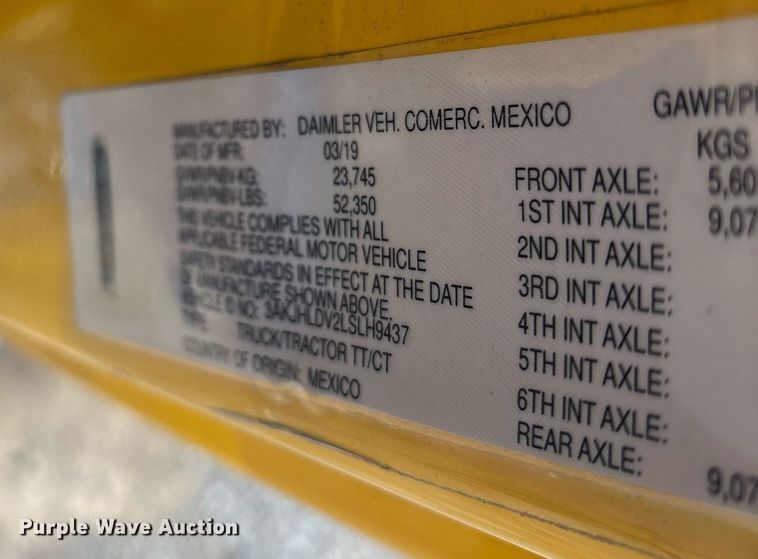 MANUFACTURED BY: DAIMLER VEH. COMERC. MEXICO
DATE OF MFR: 03/19
GVWR/PNBV-KG: 23,745
GVWR/PNBV-LBS: 52,350
THIS VEHICLE COMPLIES WITH ALL
APPLICABLE FEDERAL MOTOR VEHICLE
SAFETY STANDARDS IN EFFECT AT THE DATE
OF MANUFACTURE SHOWN ABOVE.
VEHICLE ID NO: 3AKJHLDV2LSLH9437
TYPE: TRUCK/TRACTOR TT/CT
COUNTRY OF ORIGIN: MEXICO
GAWR/P
KGS
FRONT AXLE: 5,60
1ST INT AXLE: 9,07
2ND INT AXLE:
3RD INT AXLE:
4TH INT AXLE:
5TH INT AXLE:
6TH INT AXLE:
REAR AXLE: 9,07
Purple Wave Auction